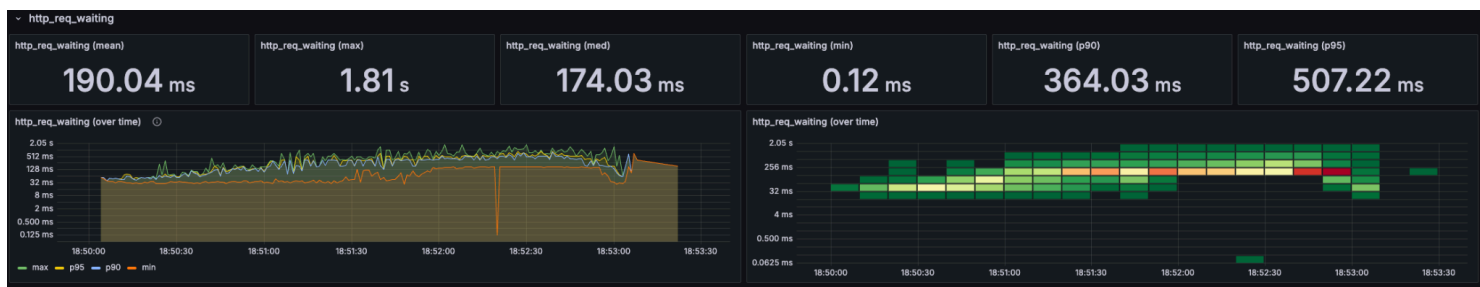 http_req_waiting
http_req_waiting (mean)
190.04 ms
http_req_waiting (max)
1.81 s
http_req_waiting (med)
174.03 ms
http_req_waiting (min)
0.12 ms
http_req_waiting (p90)
364.03 ms
http_req_waiting (p95)
507.22 ms
http_req_waiting (over time)
2.05 s
512 ms
128 ms
32 ms
8 ms
2 ms
0.500 ms
0.125 ms
18:50:00 18:50:30 18:51:00 18:51:30 18:52:00 18:52:30 18:53:00 18:53:30
max p95 p90 min
http_req_waiting (over time)
2.05 s
256 ms
32 ms
4 ms
0.500 ms
0.0625 ms
18:50:00 18:50:30 18:51:00 18:51:30 18:52:00 18:52:30 18:53:00 18:53:30